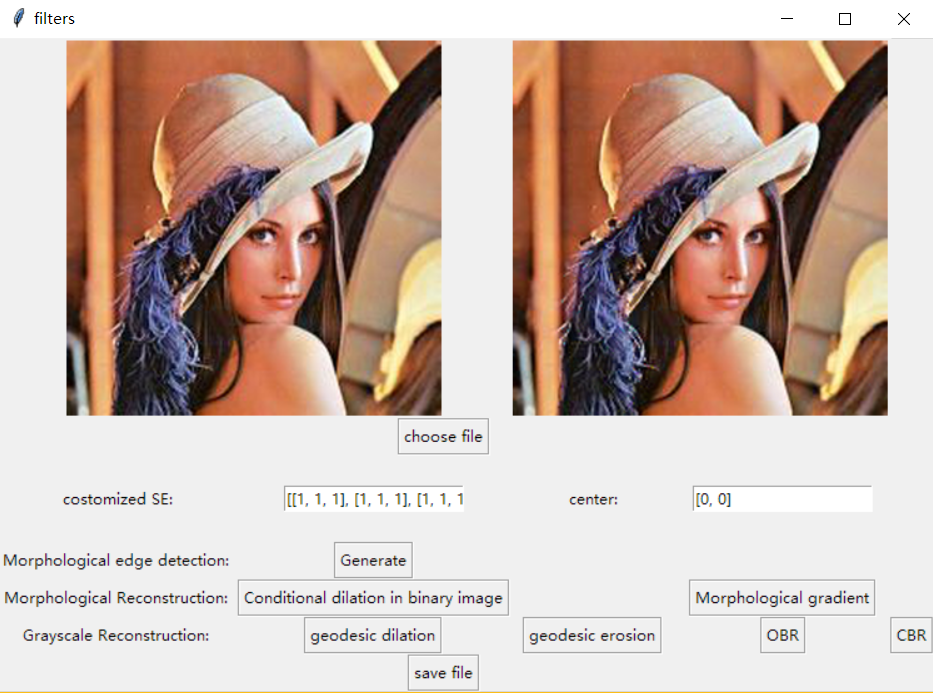 filters
choose file
costomized SE: [[1, 1, 1], [1, 1, 1], [1, 1, 1 center: [0, 0]
Morphological edge detection: Generate
Morphological Reconstruction: Conditional dilation in binary image Morphological gradient
Grayscale Reconstruction: geodesic dilation geodesic erosion OBR CBR
save file